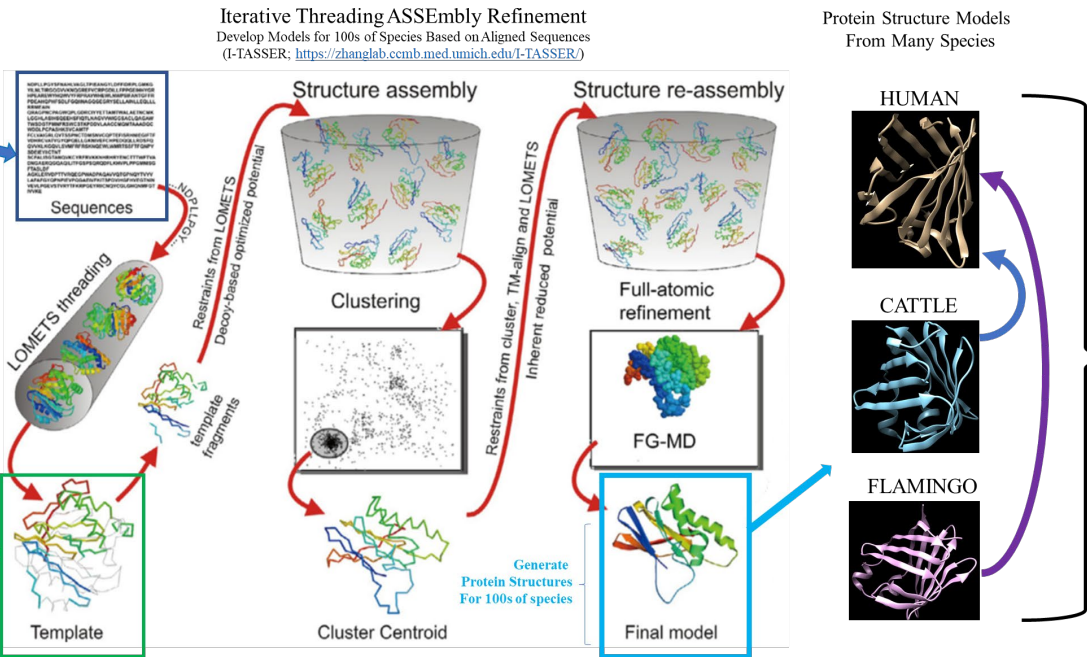 Iterative Threading ASSEmbly Refinement
Develop Models for 100s of Species Based on Aligned Sequences
(I-TASSER; https://zhanglab.ccmb.med.umich.edu/I-TASSER/)
Protein Structure Models
From Many Species
Sequences
...NDPLLPGY...
LOMETS threading
template
fragments
Template
Restraints from LOMETS
Decoy-based optimized potential
Structure assembly
Clustering
Cluster Centroid
Restraints from cluster, TM-align and LOMETS
Inherent reduced potential
Structure re-assembly
Full-atomic
refinement
FG-MD
Generate
Protein Structures
For 100s of species
Final model
HUMAN
CATTLE
FLAMINGO